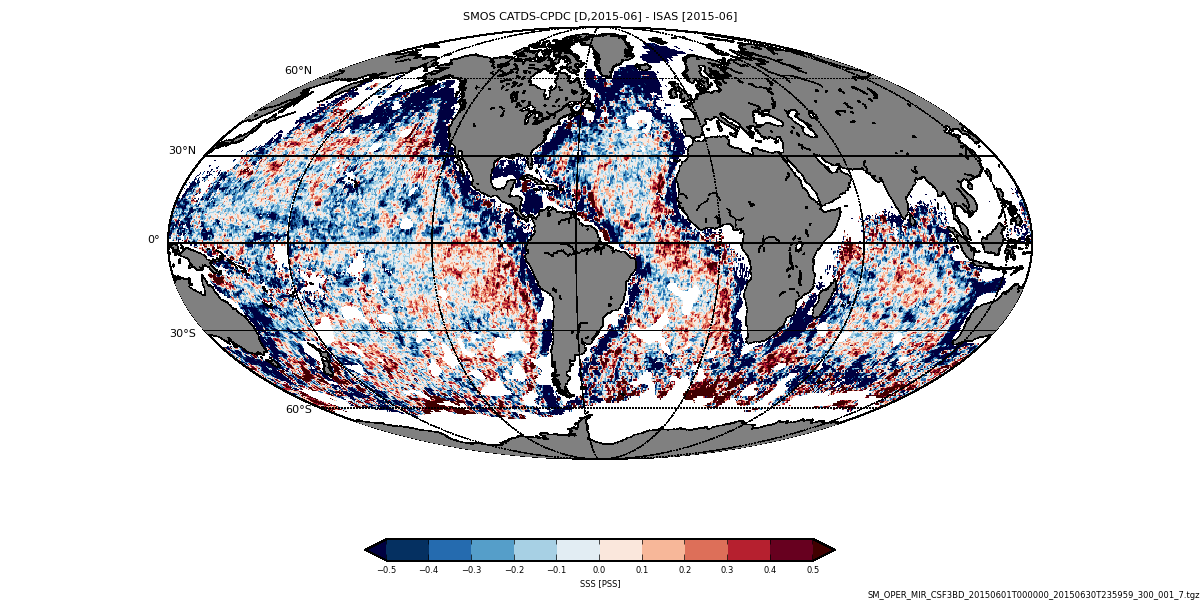 SMOS CATDS-CPDC [D,2015-06] - ISAS [2015-06]
60°N
30°N
0°
30°S
60°S
−0.5 −0.4 −0.3 −0.2 −0.1 0.0 0.1 0.2 0.3 0.4 0.5
SSS [PSS]
SM_OPER_MIR_CSF3BD_20150601T000000_20150630T235959_300_001_7.tgz